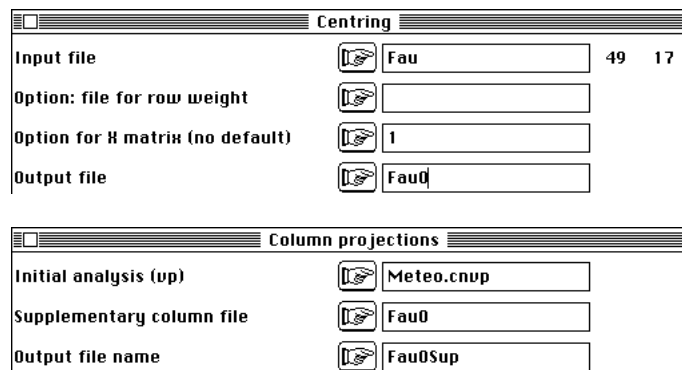 Centring
Input file Fau 49 17
Option: file for row weight
Option for X matrix (no default) 1
Output file Fau0
Column projections
Initial analysis (vp) Meteo.cnvp
Supplementary column file Fau0
Output file name Fau0Sup